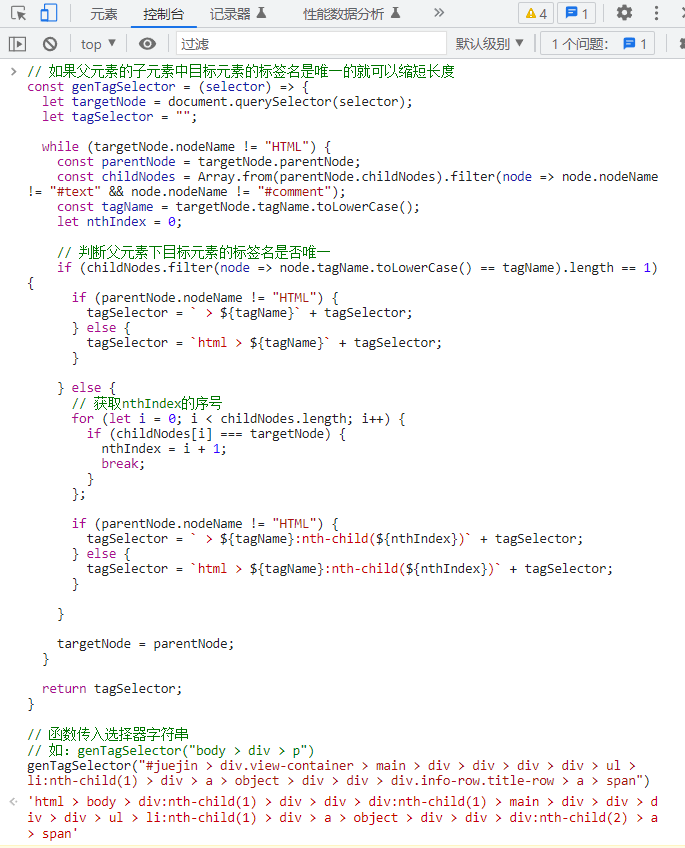 元素 控制台 记录器 性能数据分析 » 4 1
top 过滤 默认级别 1 个问题： 1
// 如果父元素的子元素中目标元素的标签名是唯一的就可以缩短长度
const genTagSelector = (selector) => {
let targetNode = document.querySelector(selector);
let tagSelector = "";
while (targetNode.nodeName != "HTML") {
const parentNode = targetNode.parentNode;
const childNodes = Array.from(parentNode.childNodes).filter(node => node.nodeName
!= "#text" && node.nodeName != "#comment");
const tagName = targetNode.tagName.toLowerCase();
let nthIndex = 0;
// 判断父元素下目标元素的标签名是否唯一
if (childNodes.filter(node => node.tagName.toLowerCase() == tagName).length == 1)
{
if (parentNode.nodeName != "HTML") {
tagSelector = ` > ${tagName}` + tagSelector;
} else {
tagSelector = `html > ${tagName}` + tagSelector;
}
} else {
// 获取nthIndex的序号
for (let i = 0; i < childNodes.length; i++) {
if (childNodes[i] === targetNode) {
nthIndex = i + 1;
break;
}
};
if (parentNode.nodeName != "HTML") {
tagSelector = ` > ${tagName}:nth-child(${nthIndex})` + tagSelector;
} else {
tagSelector = `html > ${tagName}:nth-child(${nthIndex})` + tagSelector;
}
}
targetNode = parentNode;
}
return tagSelector;
}
// 函数传入选择器字符串
// 如：genTagSelector("body > div > p")
genTagSelector("#juejin > div.view-container > main > div > div > div > div > ul >
li:nth-child(1) > div > a > object > div > div > div.info-row.title-row > a > span")
'html > body > div:nth-child(1) > div > div > div:nth-child(1) > main > div > div > d
iv > div > ul > li:nth-child(1) > div > a > object > div > div > div:nth-child(2) > a
> span'